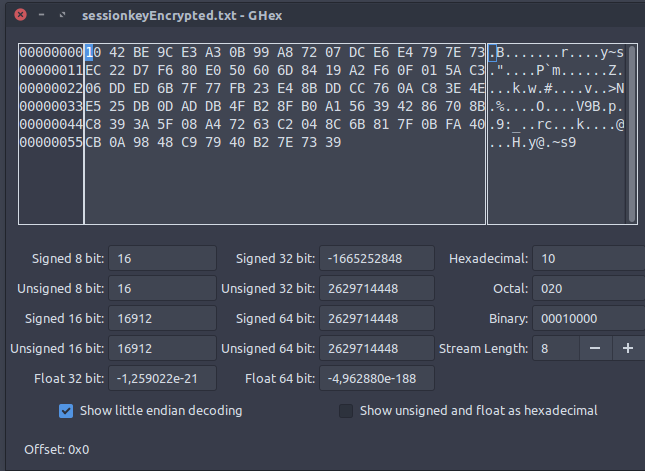 sessionkeyEncrypted.txt - GHex
00000000 10 42 BE 9C E3 A3 0B 99 A8 72 07 DC E6 E4 79 7E 73 .B.......r....y~s
00000011 EC 22 D7 F6 80 E0 50 60 6D 84 19 A2 F6 0F 01 5A C3 ."....P`m......Z.
00000022 06 DD ED 6B 7F 77 FB 23 E4 8B DD CC 76 0A C8 3E 4E ...k.w.#....v..>N
00000033 E5 25 DB 0D AD DB 4F B2 8F B0 A1 56 39 42 86 70 8B .%....O....V9B.p.
00000044 C8 39 3A 5F 08 A4 72 63 C2 04 8C 6B 81 7F 0B FA 40 .9:_..rc...k....@
00000055 CB 0A 98 48 C9 79 40 B2 7E 73 39 ...H.y@.~s9
Signed 8 bit: 16 Signed 32 bit: -1665252848 Hexadecimal: 10
Unsigned 8 bit: 16 Unsigned 32 bit: 2629714448 Octal: 020
Signed 16 bit: 16912 Signed 64 bit: 2629714448 Binary: 00010000
Unsigned 16 bit: 16912 Unsigned 64 bit: 2629714448 Stream Length: 8 − +
Float 32 bit: -1,259022e-21 Float 64 bit: -4,962880e-188
Show little endian decoding Show unsigned and float as hexadecimal
Offset: 0x0